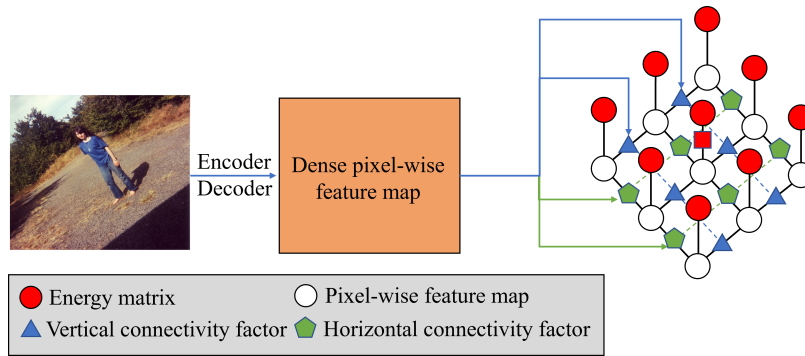 Encoder
Decoder
Dense pixel-wise
feature map
Energy matrix
Pixel-wise feature map
Vertical connectivity factor
Horizontal connectivity factor